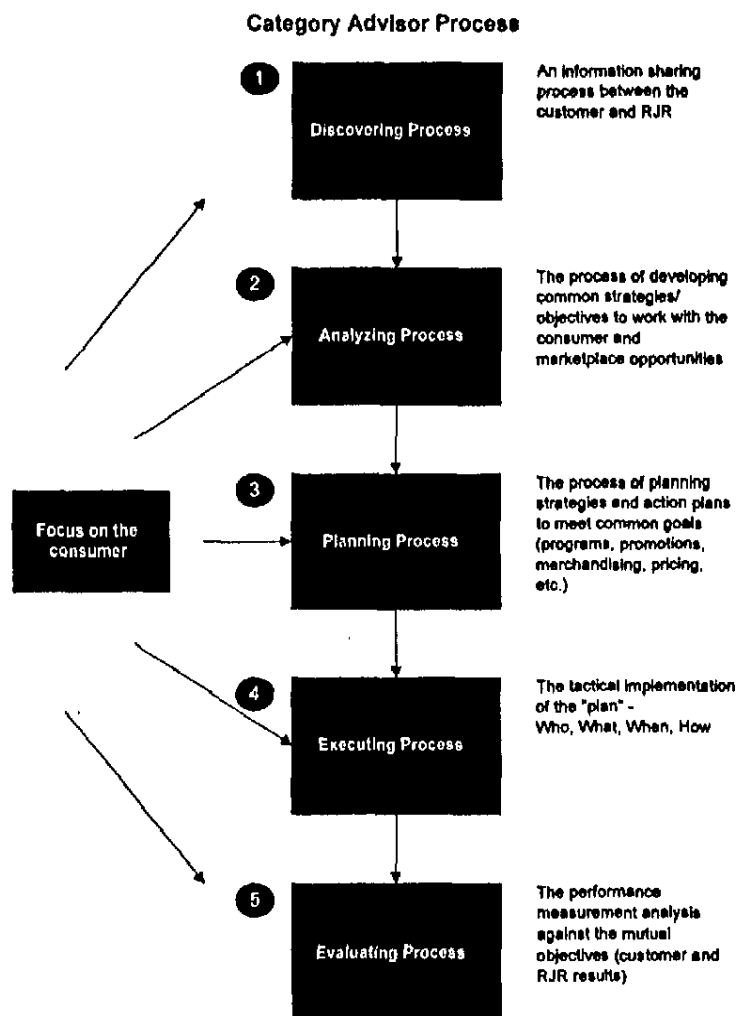 Category Advisor Process
1
Discovering Process
An information sharing
process between the
customer and RJR
2
Analyzing Process
The process of developing
common strategies/
objectives to work with the
consumer and
marketplace opportunities
3
Planning Process
The process of planning
strategies and action plans
to meet common goals
(programs, promotions,
merchandising, pricing,
etc.)
Focus on the
consumer
4
Executing Process
The tactical implementation
of the "plan" -
Who, What, When, How
5
Evaluating Process
The performance
measurement analysis
against the mutual
objectives (customer and
RJR results)